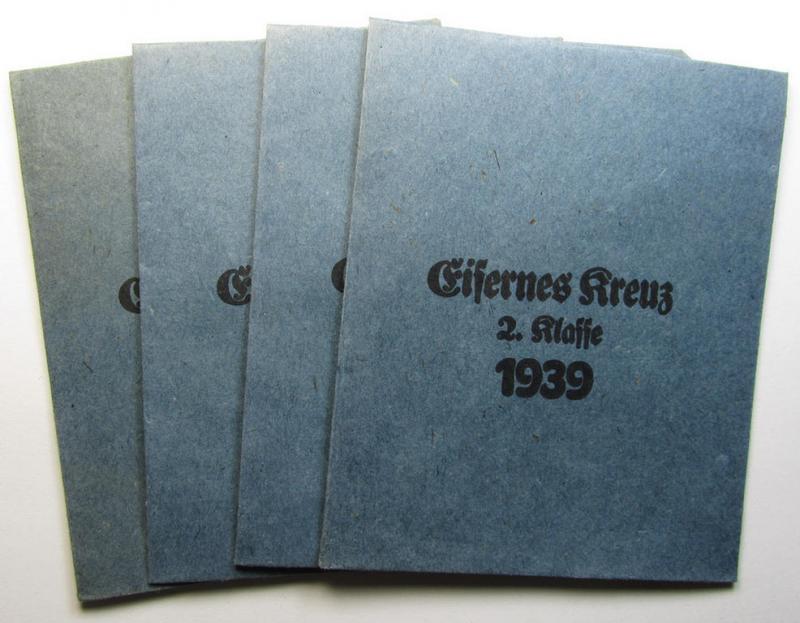 Eisernes Kreuz
2. Klasse
1939